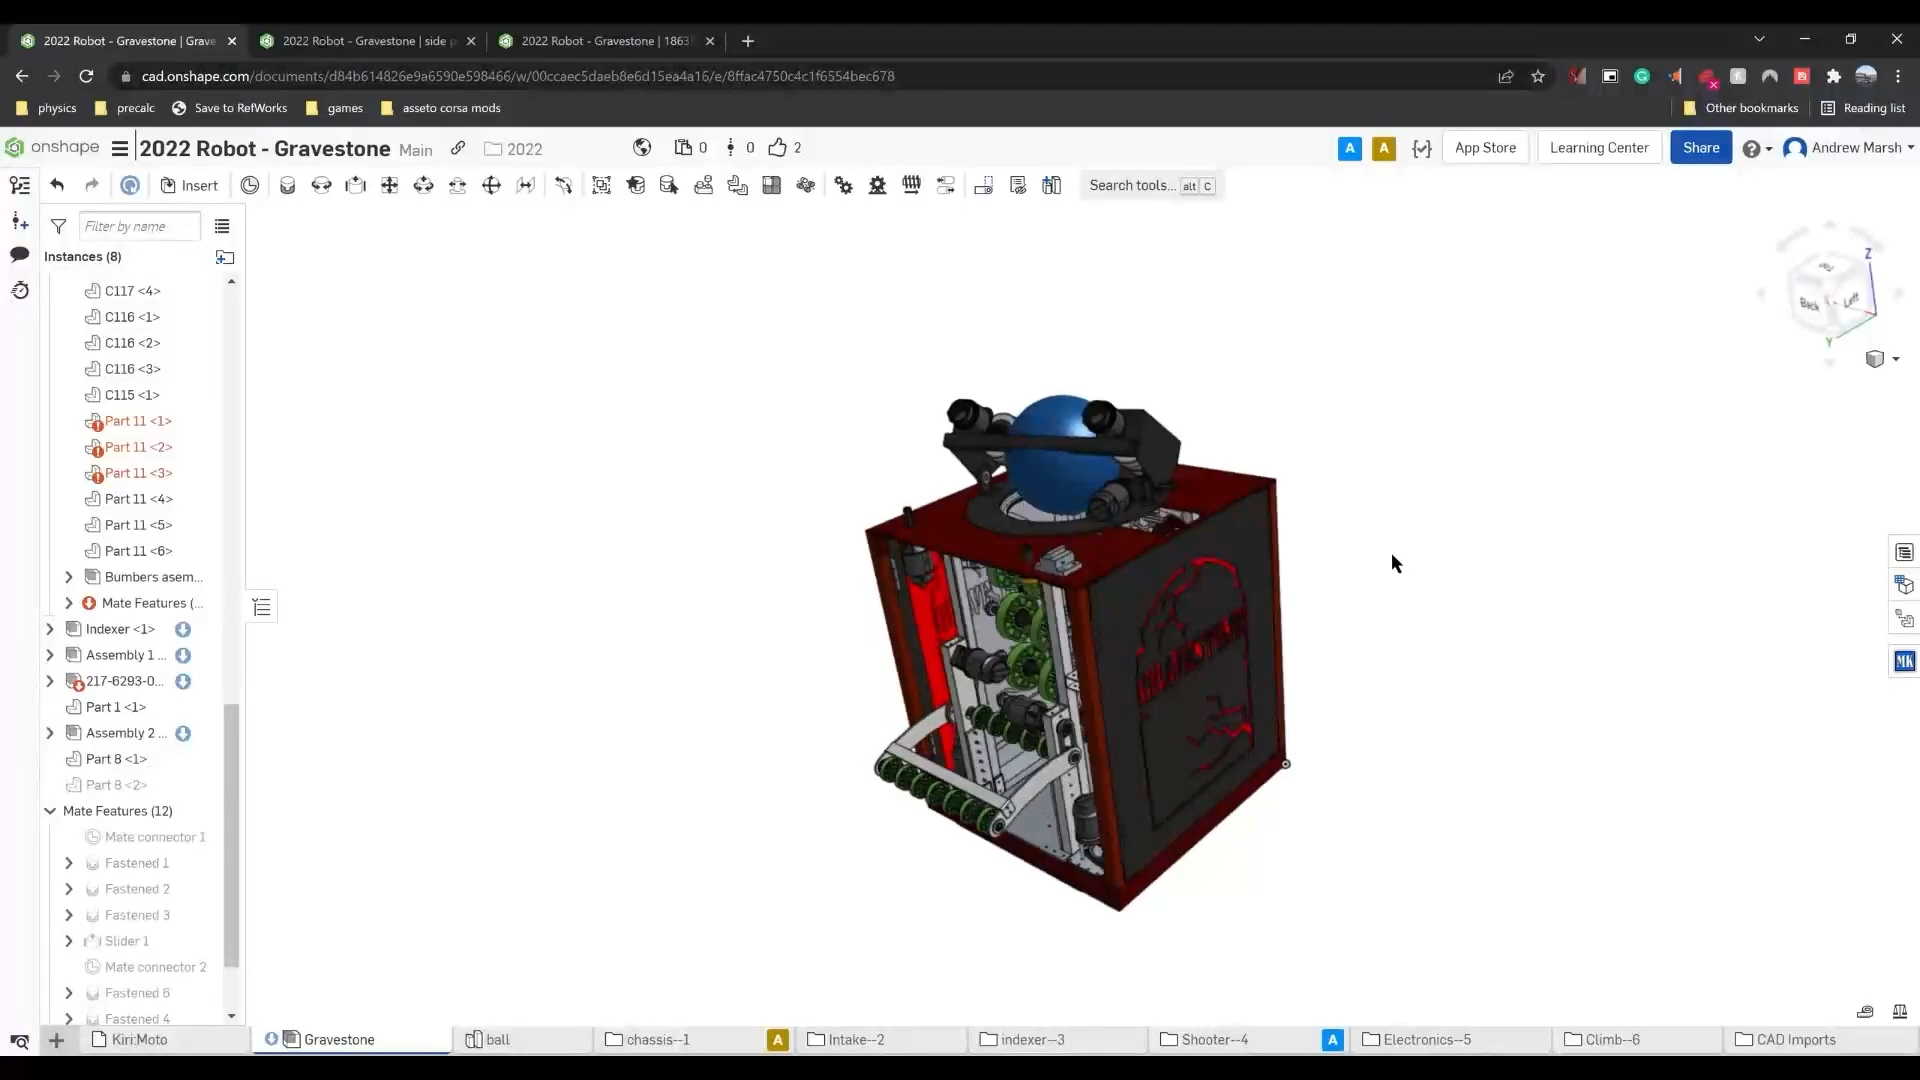 2022 Robot - Gravestone | Grave
2022 Robot - Gravestone | side p
2022 Robot - Gravestone | 1863
cad.onshape.com/documents/d84b614826e9a6590e598466/w/00ccaec5daeb8e6d15ea4a16/e/8ffac4750c4c1f6554bec678
physics precalc Save to RefWorks games asseto corsa mods Other bookmarks Reading list
onshape 2022 Robot - Gravestone Main 2022 0 0 2 A A App Store Learning Center Share Andrew Marsh
Insert Search tools... alt C
Filter by name
Instances (8)
C117 <4>
C116 <1>
C116 <2>
C116 <3>
C115 <1>
Part 11 <1>
Part 11 <2>
Part 11 <3>
Part 11 <4>
Part 11 <5>
Part 11 <6>
Bumbers asem...
Mate Features (...
Indexer <1>
Assembly 1 ...
217-6293-0...
Part 1 <1>
Assembly 2 ...
Part 8 <1>
Part 8 <2>
Mate Features (12)
Mate connector 1
Fastened 1
Fastened 2
Fastened 3
Slider 1
Mate connector 2
Fastened 6
Fastened 4
Z
Top
Back Left
Y
MK
GRAVESTONE
Kiri:Moto Gravestone ball chassis--1 A Intake--2 indexer--3 Shooter--4 A Electronics--5 Climb--6 CAD Imports